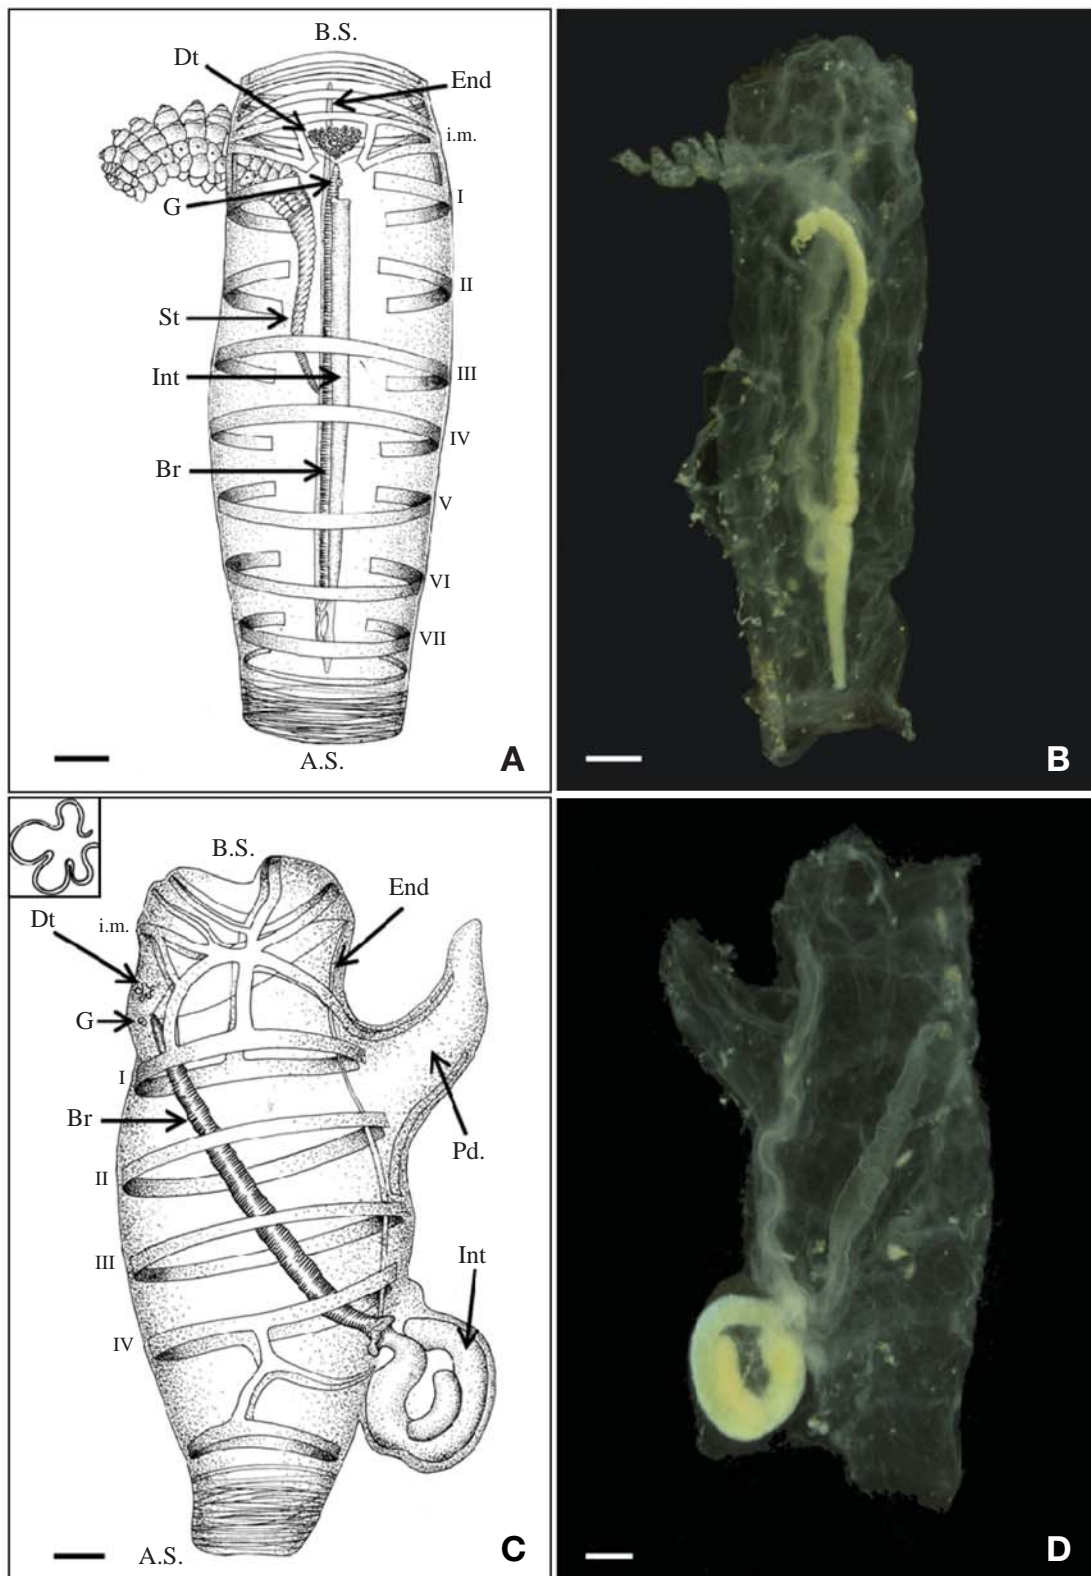 B.S.
Dt
End
i.m.
G
I
II
St
Int
III
IV
Br
V
VI
VII
A.S.
A
B
B.S.
End
Dt
i.m.
G
I
Br
Pd.
II
Int
III
IV
A.S.
C
D